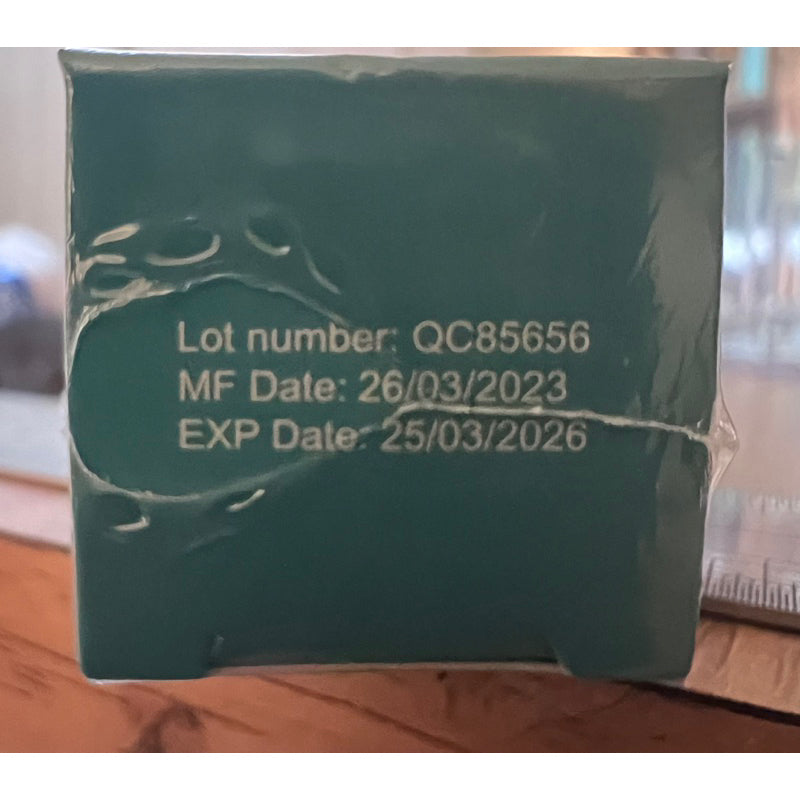 Lot number: QC85656
MF Date: 26/03/2023
EXP Date: 25/03/2026